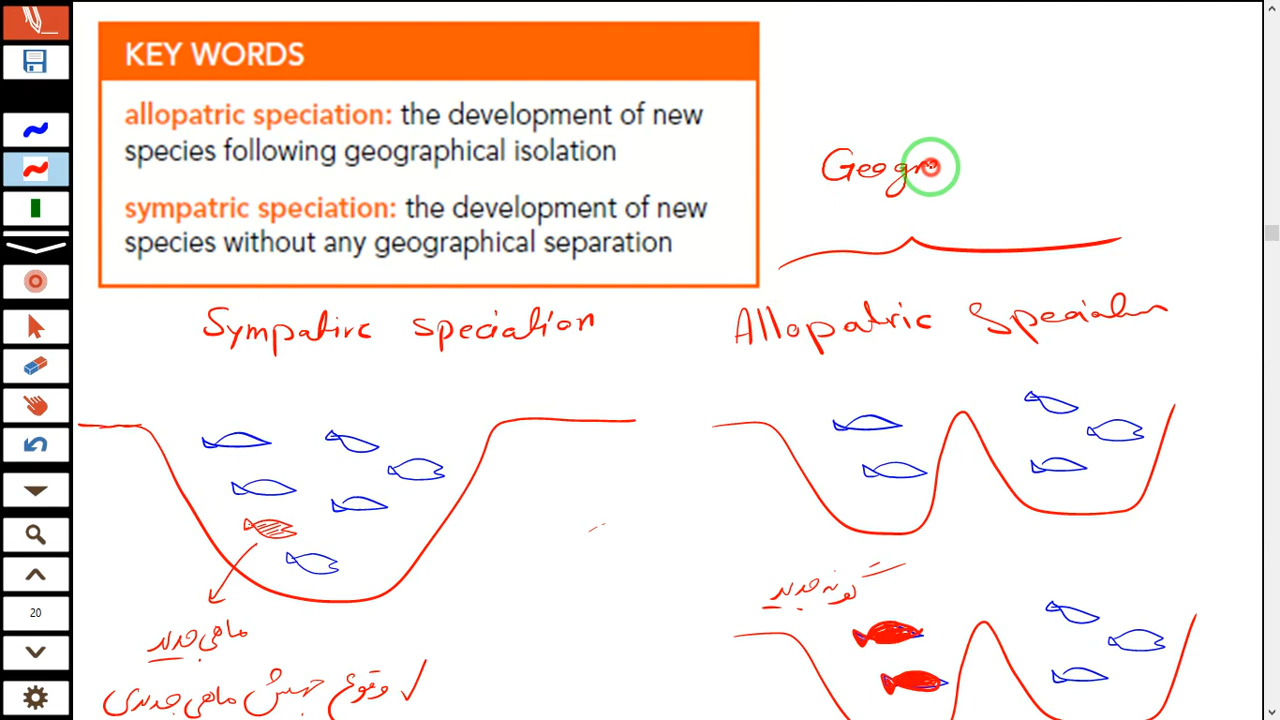 KEY WORDS
allopatric speciation: the development of new
species following geographical isolation
sympatric speciation: the development of new
species without any geographical separation
Geogr
Sympatric speciation
Allopatric Speciation
گونه جدید
ماهی جدید
وقوع جهش ماهی جدیدی
20